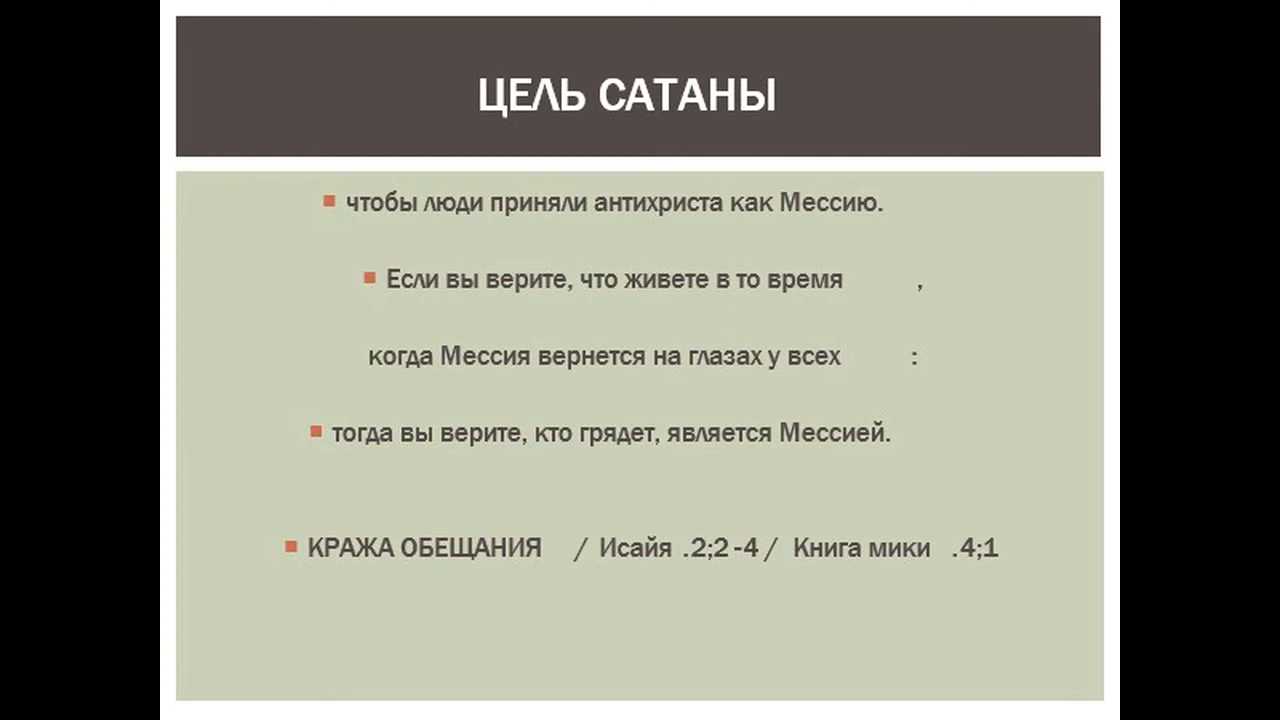 ЦЕЛЬ САТАНЫ
чтобы люди приняли антихриста как Мессию.
Если вы верите, что живете в то время ,
когда Мессия вернется на глазах у всех :
тогда вы верите, кто грядет, является Мессией.
КРАЖА ОБЕЩАНИЯ / Исайя .2;2-4 / Книга мики .4;1